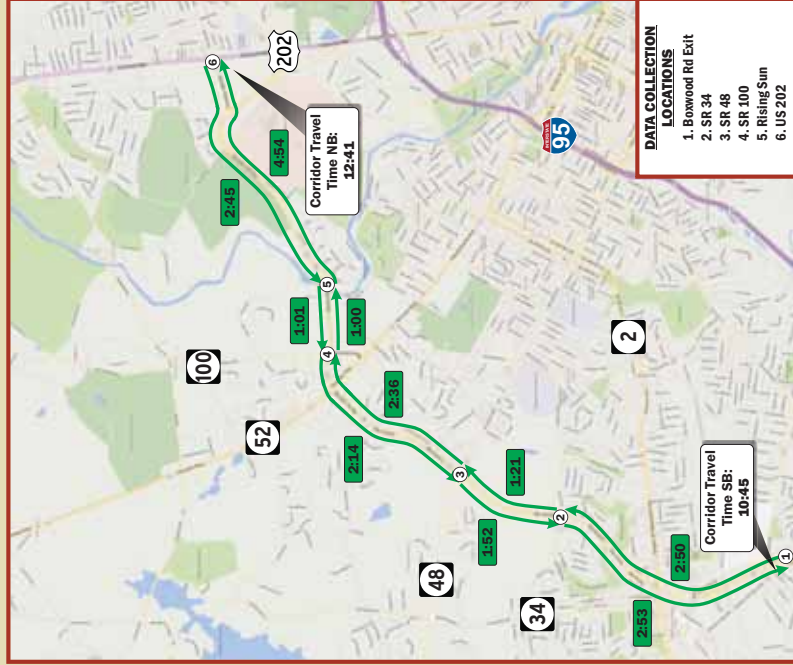 6
202
4:54
2:45
Corridor Travel
Time NB:
12:41
5
1:01
1:00
4
100
52
2:36
2:14
95
2
3
1:21
1:52
2
48
34
Corridor Travel
Time SB:
10:45
2:50
2:53
1
DATA COLLECTION
LOCATIONS
1. Boxwood Rd Exit
2. SR 34
3. SR 48
4. SR 100
5. Rising Sun
6. US 202